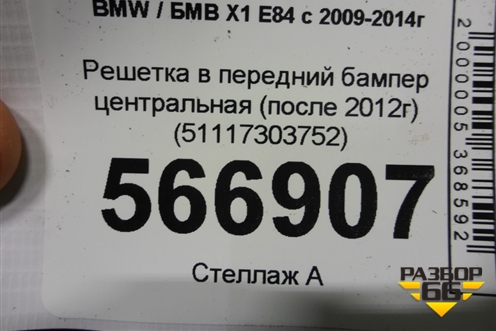 BMW / БМВ X1 E84 с 2009-2014г
Решетка в передний бампер
центральная (после 2012г)
(51117303752)
566907
Стеллаж А
2000005368592
РАЗБОР
66